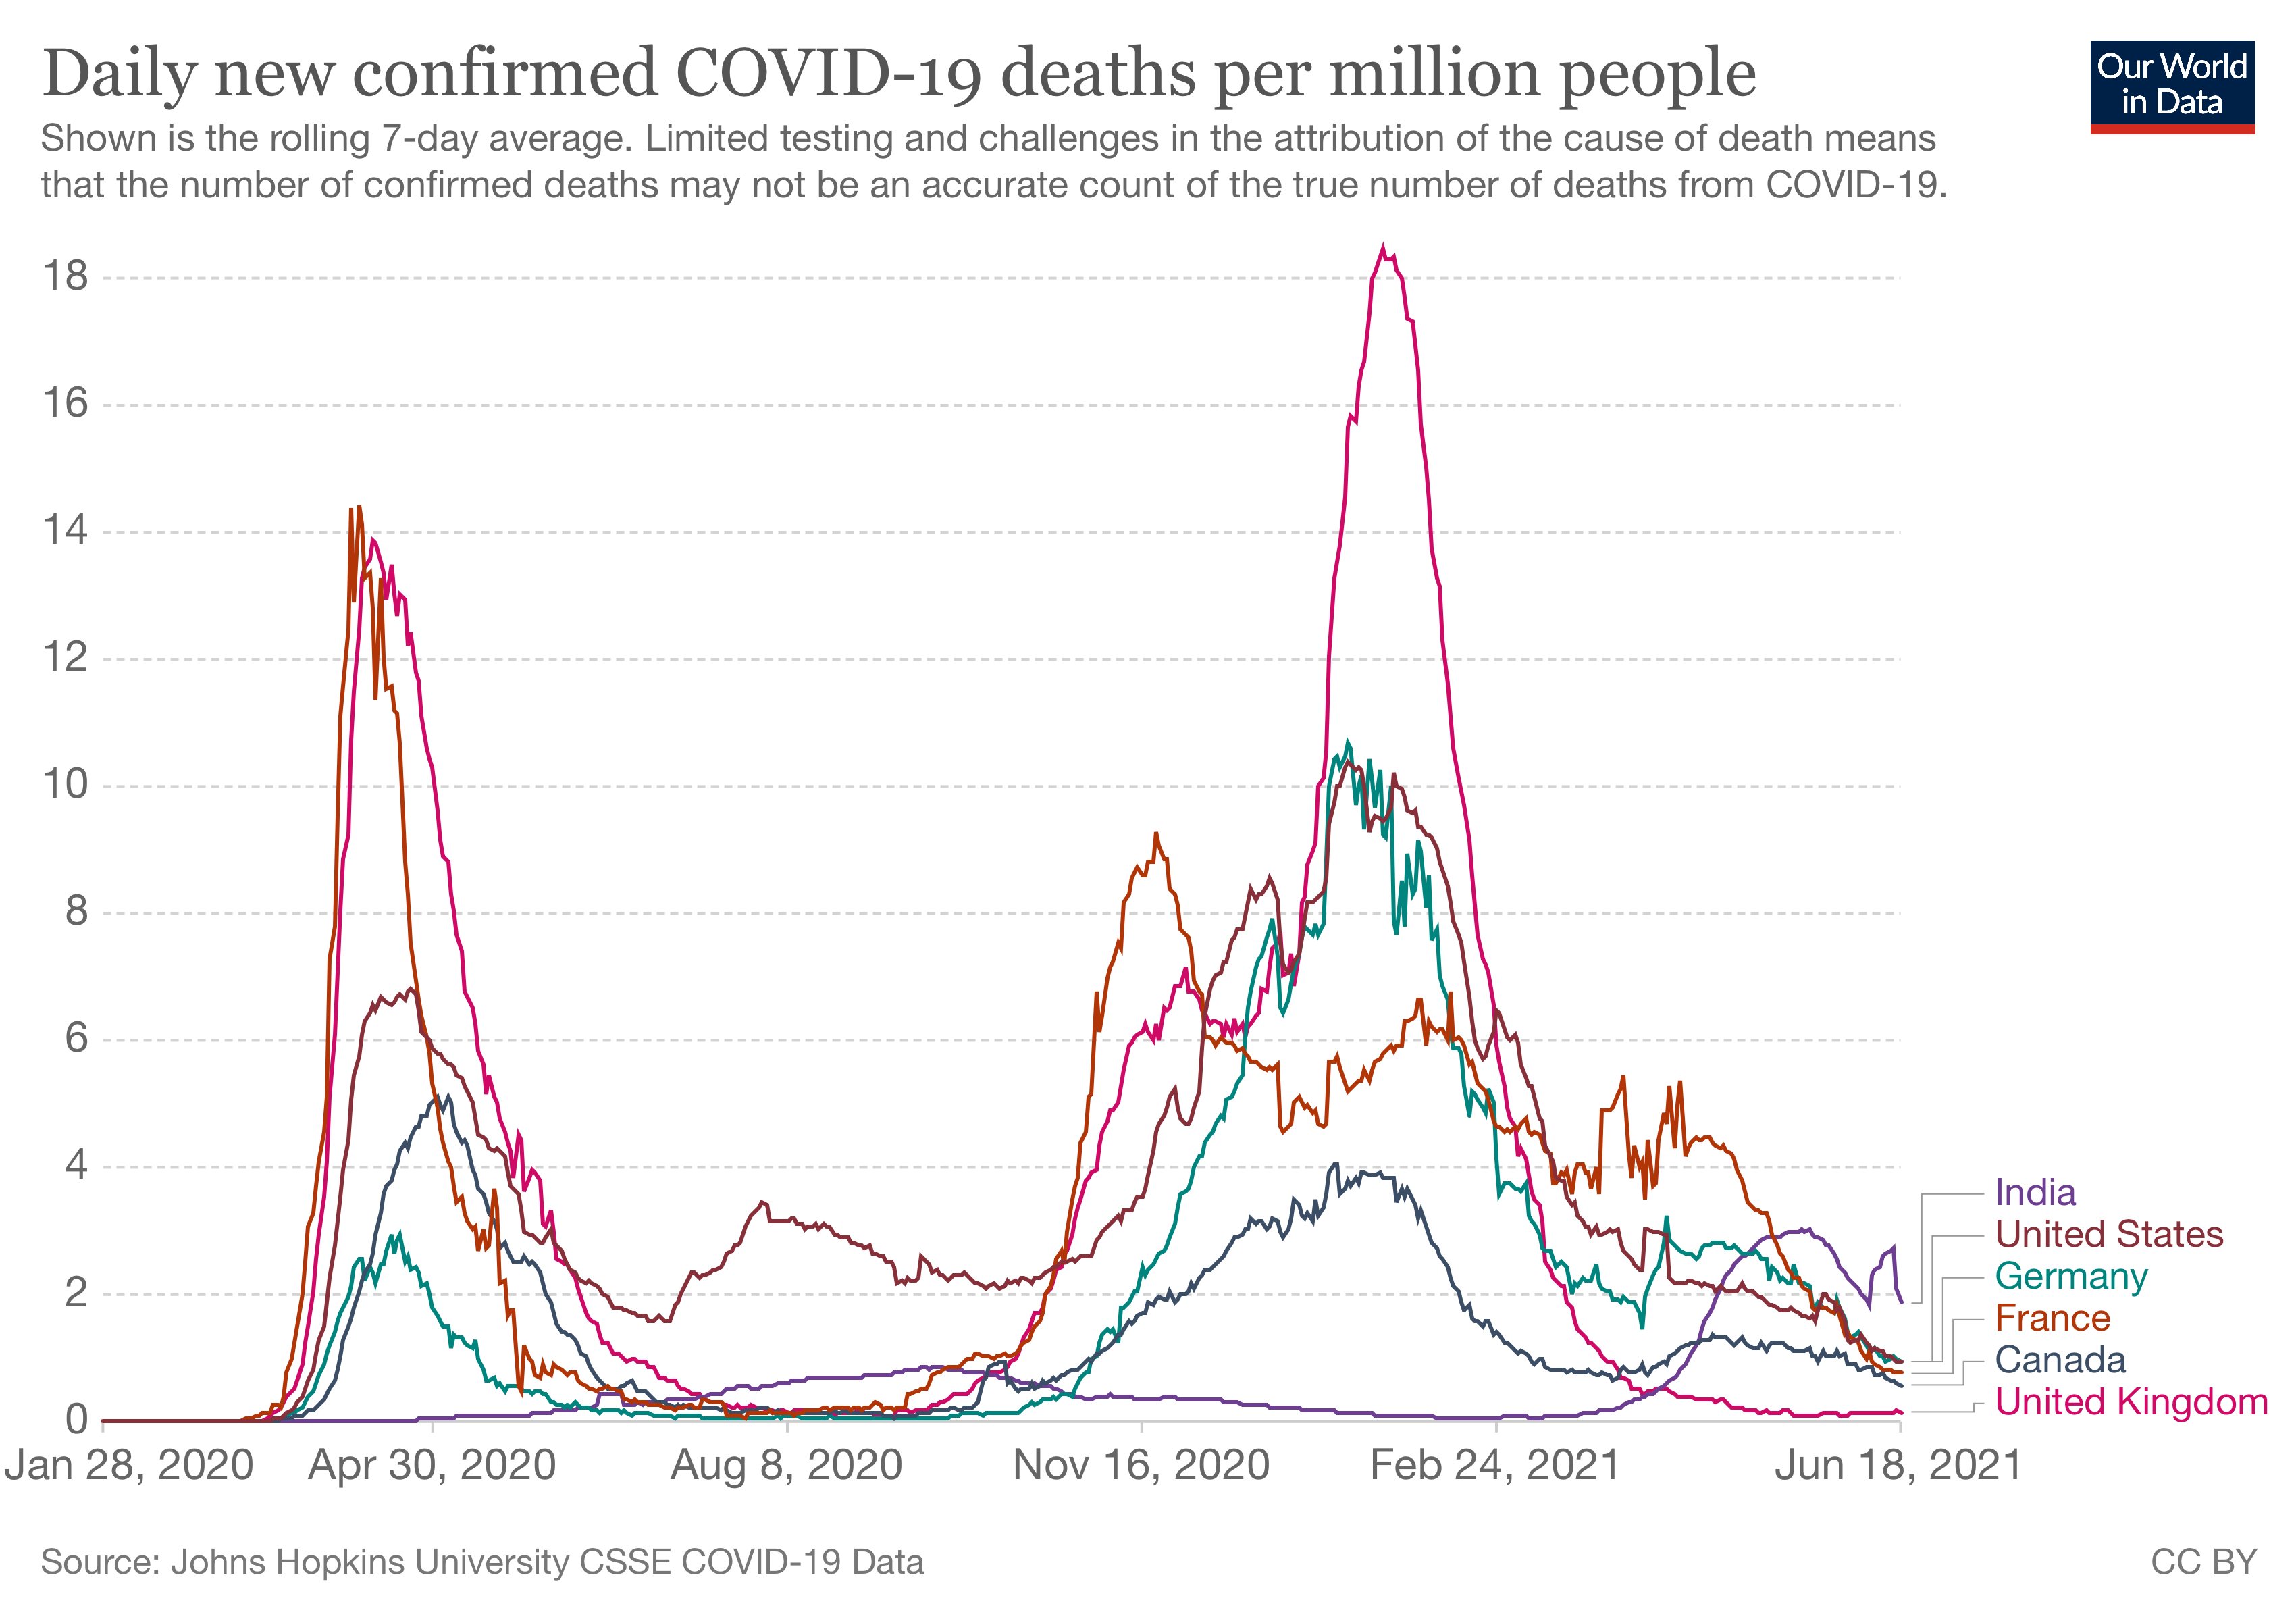 Daily new confirmed COVID-19 deaths per million people
Our World
in Data
Shown is the rolling 7-day average. Limited testing and challenges in the attribution of the cause of death means
that the number of confirmed deaths may not be an accurate count of the true number of deaths from COVID-19.
18
16
14
12
10
8
6
4
2
0
India
United States
Germany
France
Canada
United Kingdom
Jan 28, 2020
Apr 30, 2020
Aug 8, 2020
Nov 16, 2020
Feb 24, 2021
Jun 18, 2021
Source: Johns Hopkins University CSSE COVID-19 Data
CC BY